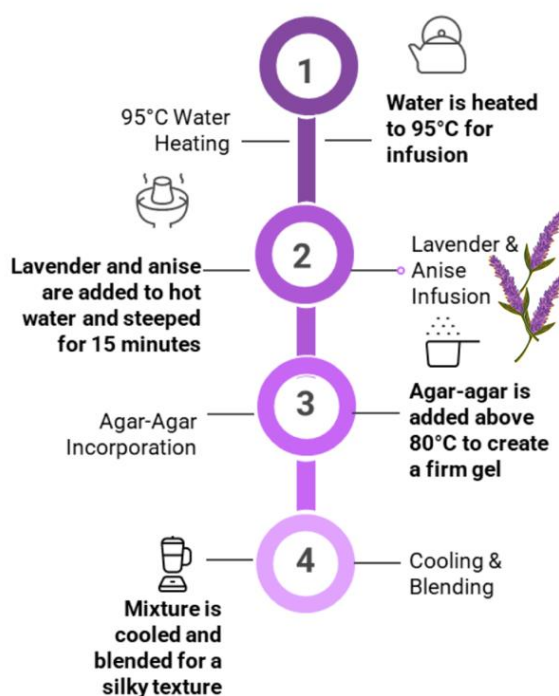 1
95°C Water
Heating
Water is heated
to 95°C for
infusion
2
Lavender and anise
are added to hot
water and steeped
for 15 minutes
Lavender &
Anise
Infusion
3
Agar-Agar
Incorporation
Agar-agar is
added above
80°C to create
a firm gel
4
Mixture is
cooled and
blended for a
silky texture
Cooling &
Blending